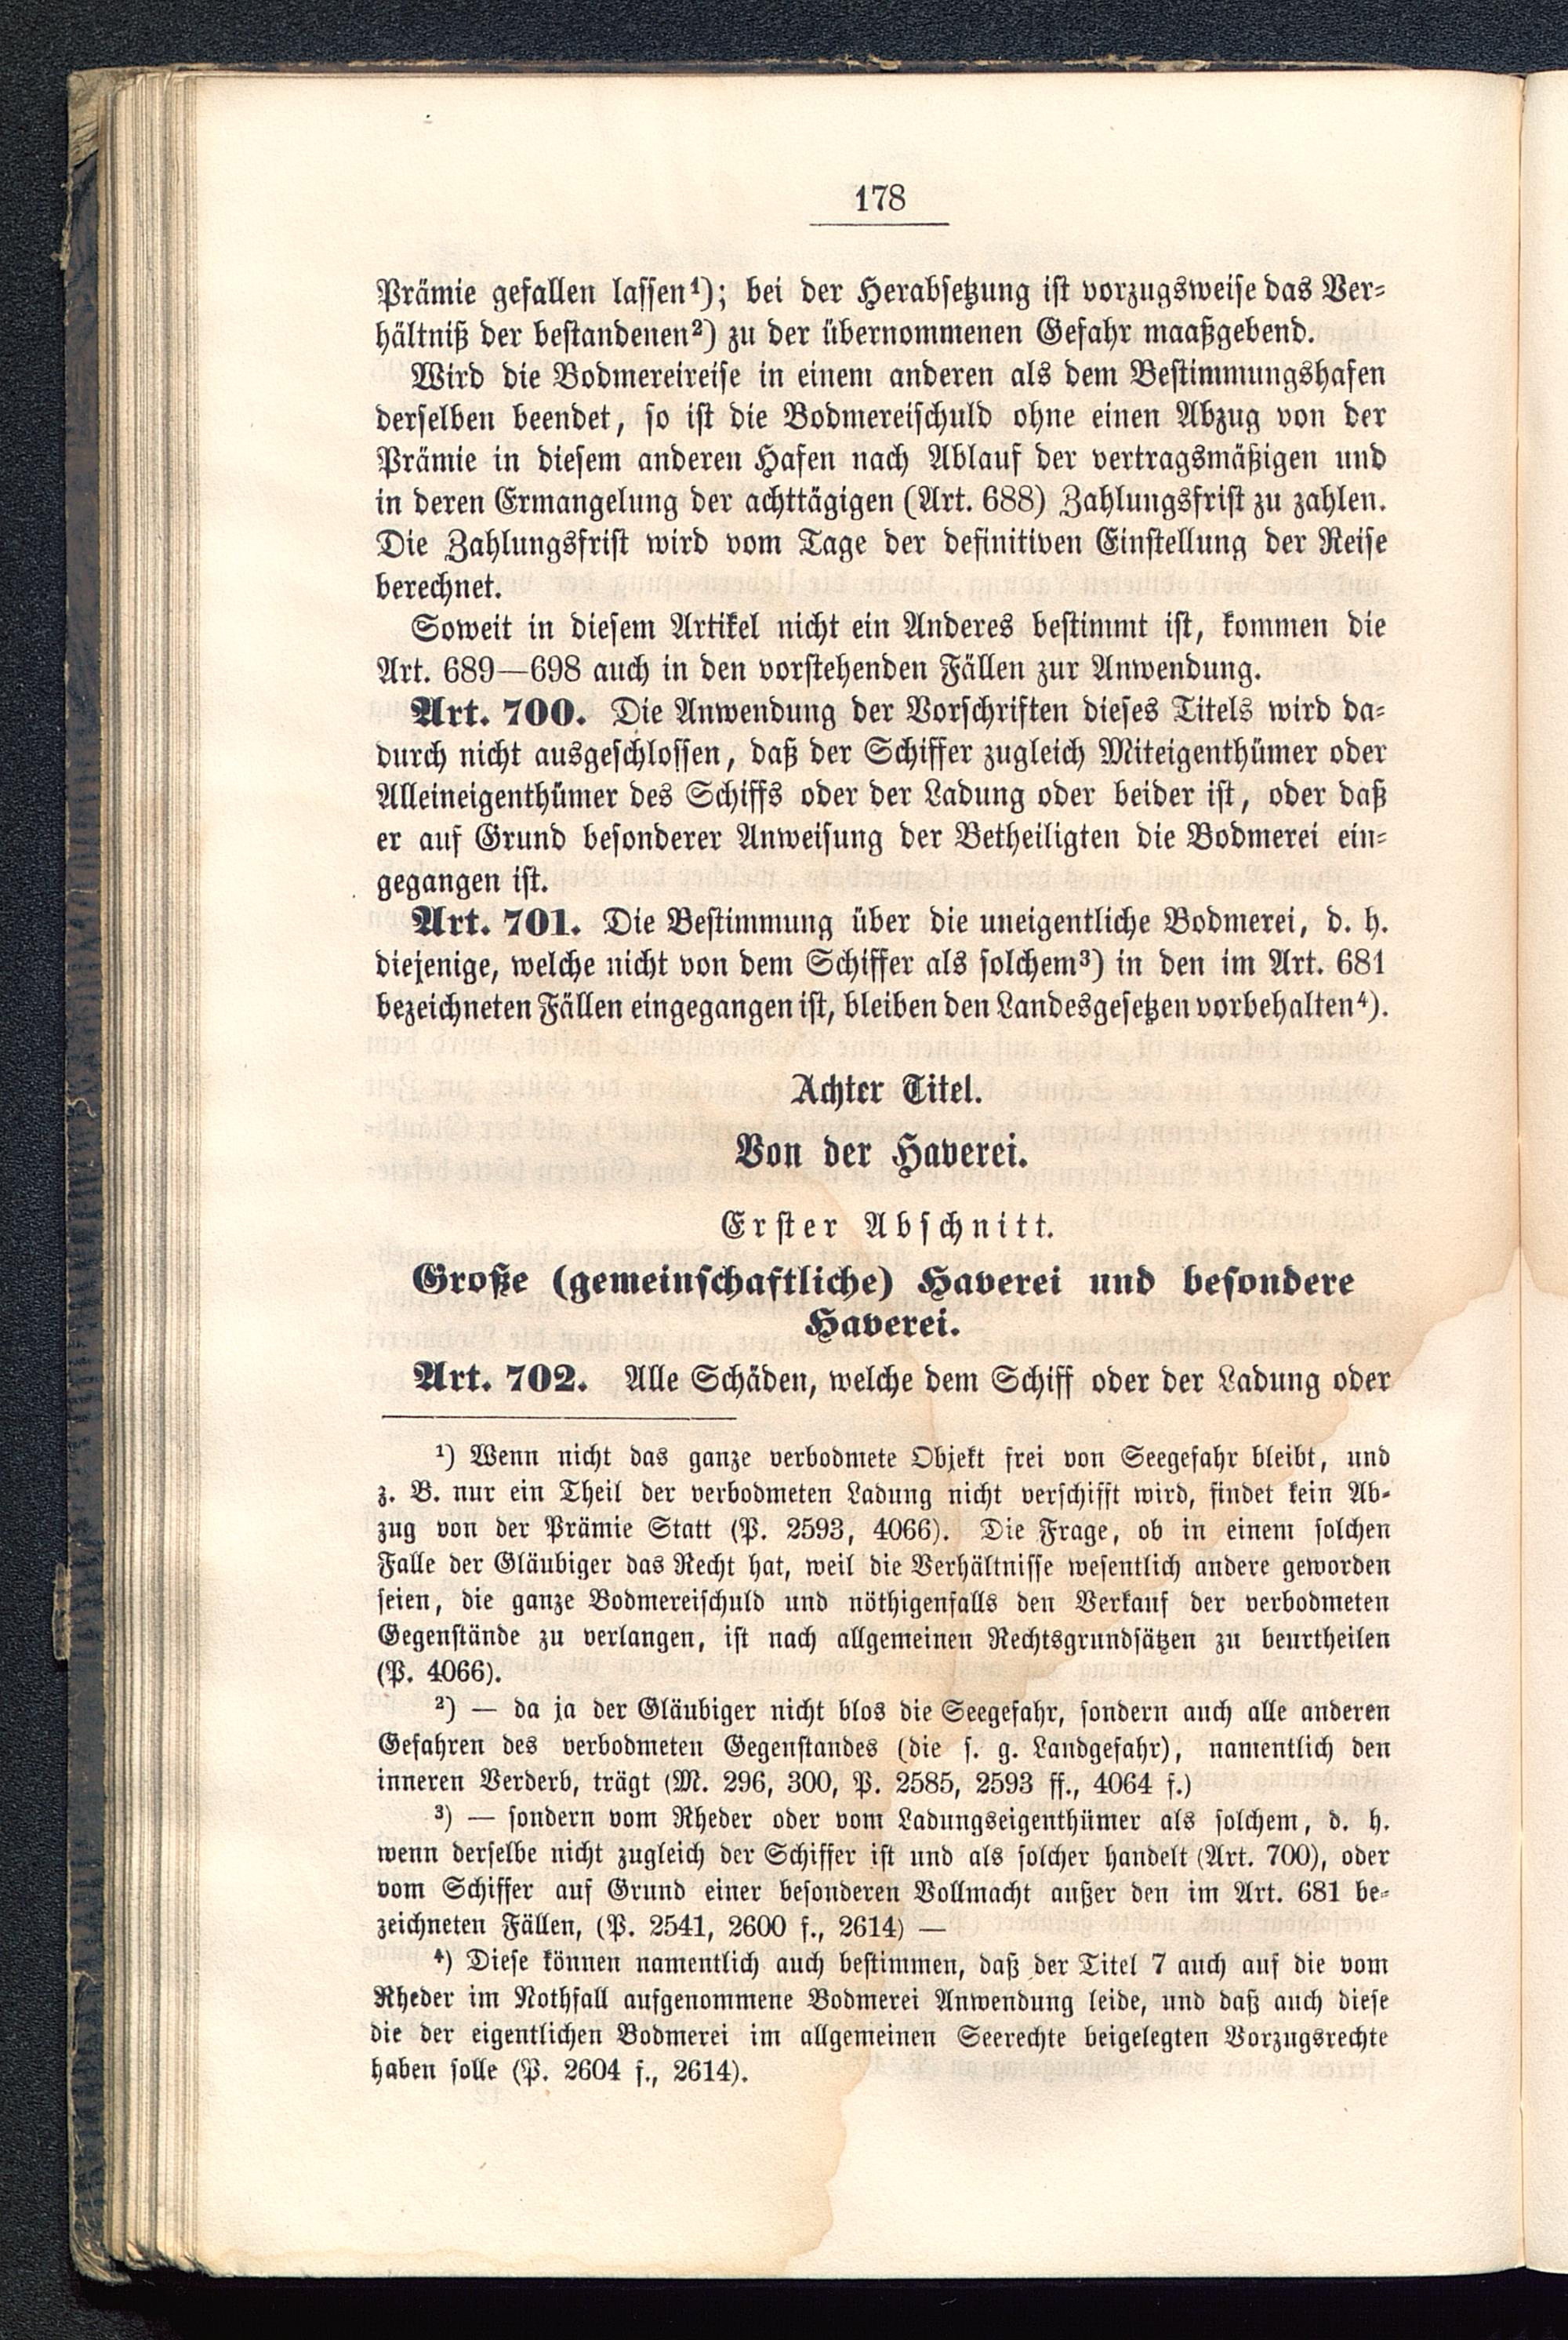 178
Prämie gefallen lassen¹); bei der Herabsetzung ist vorzugsweise das Ver-
hältniß der bestandenen²) zu der übernommenen Gefahr maaßgebend.
Wird die Bodmereireise in einem anderen als dem Bestimmungshafen
derselben beendet, so ist die Bodmereischuld ohne einen Abzug von der
Prämie in diesem anderen Hafen nach Ablauf der vertragsmäßigen und
in deren Ermangelung der achttägigen (Art. 688) Zahlungsfrist zu zahlen.
Die Zahlungsfrist wird vom Tage der definitiven Einstellung der Reise
berechnet.
Soweit in diesem Artikel nicht ein Anderes bestimmt ist, kommen die
Art. 689—698 auch in den vorstehenden Fällen zur Anwendung.
Art. 700. Die Anwendung der Vorschriften dieses Titels wird da-
durch nicht ausgeschlossen, daß der Schiffer zugleich Miteigenthümer oder
Alleineigenthümer des Schiffs oder der Ladung oder beider ist, oder daß
er auf Grund besonderer Anweisung der Betheiligten die Bodmerei ein-
gegangen ist.
Art. 701. Die Bestimmung über die uneigentliche Bodmerei, d. h.
diejenige, welche nicht von dem Schiffer als solchem³) in den im Art. 681
bezeichneten Fällen eingegangen ist, bleiben den Landesgesetzen vorbehalten⁴).
Achter Titel.
Von der Haverei.
Erster Abschnitt.
Große (gemeinschaftliche) Haverei und besondere
Haverei.
Art. 702. Alle Schäden, welche dem Schiff oder der Ladung oder
¹) Wenn nicht das ganze verbodmete Objekt frei von Seegefahr bleibt, und
z. B. nur ein Theil der verbodmeten Ladung nicht verschifft wird, findet kein Ab-
zug von der Prämie Statt (P. 2593, 4066). Die Frage, ob in einem solchen
Falle der Gläubiger das Recht hat, weil die Verhältnisse wesentlich andere geworden
seien, die ganze Bodmereischuld und nöthigenfalls den Verkauf der verbodmeten
Gegenstände zu verlangen, ist nach allgemeinen Rechtsgrundsätzen zu beurtheilen
(P. 4066).
²) — da ja der Gläubiger nicht blos die Seegefahr, sondern auch alle anderen
Gefahren des verbodmeten Gegenstandes (die s. g. Landgefahr), namentlich den
inneren Verderb, trägt (M. 296, 300, P. 2585, 2593 ff., 4064 f.)
³) — sondern vom Rheder oder vom Ladungseigenthümer als solchem, d. h.
wenn derselbe nicht zugleich der Schiffer ist und als solcher handelt (Art. 700), oder
vom Schiffer auf Grund einer besonderen Vollmacht außer den im Art. 681 be-
zeichneten Fällen, (P. 2541, 2600 f., 2614) —
⁴) Diese können namentlich auch bestimmen, daß der Titel 7 auch auf die vom
Rheder im Nothfall aufgenommene Bodmerei Anwendung leide, und daß auch diese
die der eigentlichen Bodmerei im allgemeinen Seerechte beigelegten Vorzugsrechte
haben solle (P. 2604 f., 2614).